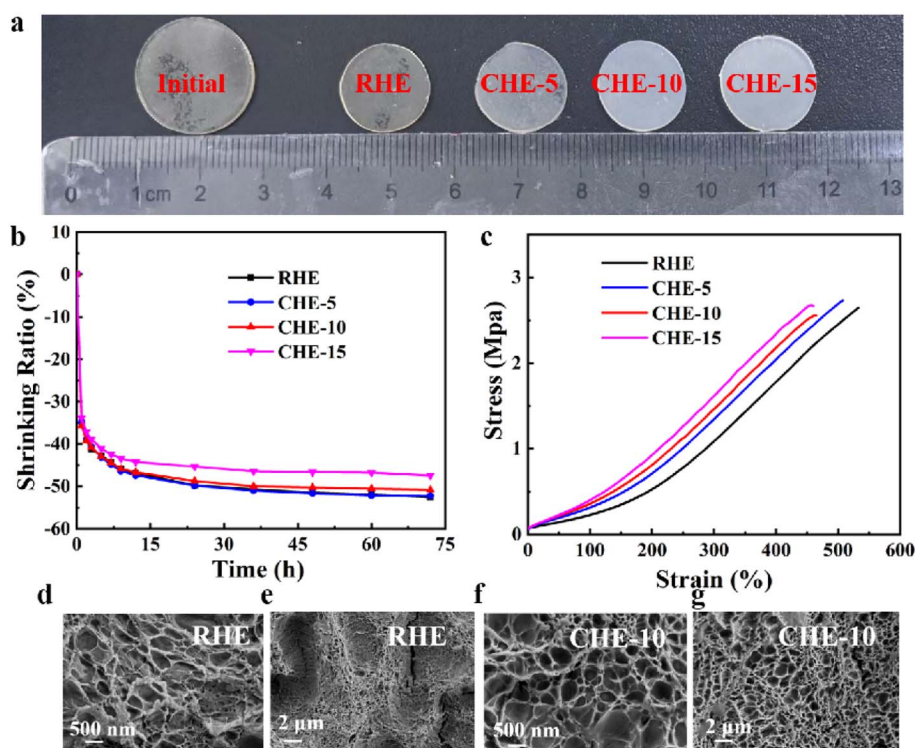 a
Initial RHE CHE-5 CHE-10 CHE-15
0 1cm 2 3 4 5 6 7 8 9 10 11 12 13
b
Shrinking Ratio (%)
10
0
-10
-20
-30
-40
-50
-60
RHE
CHE-5
CHE-10
CHE-15
0 15 30 45 60 75
Time (h)
c
Stress (Mpa)
3
2
1
0
RHE
CHE-5
CHE-10
CHE-15
0 100 200 300 400 500 600
Strain (%)
d
RHE
500 nm
e
RHE
2 μm
f
CHE-10
500 nm
g
CHE-10
2 μm